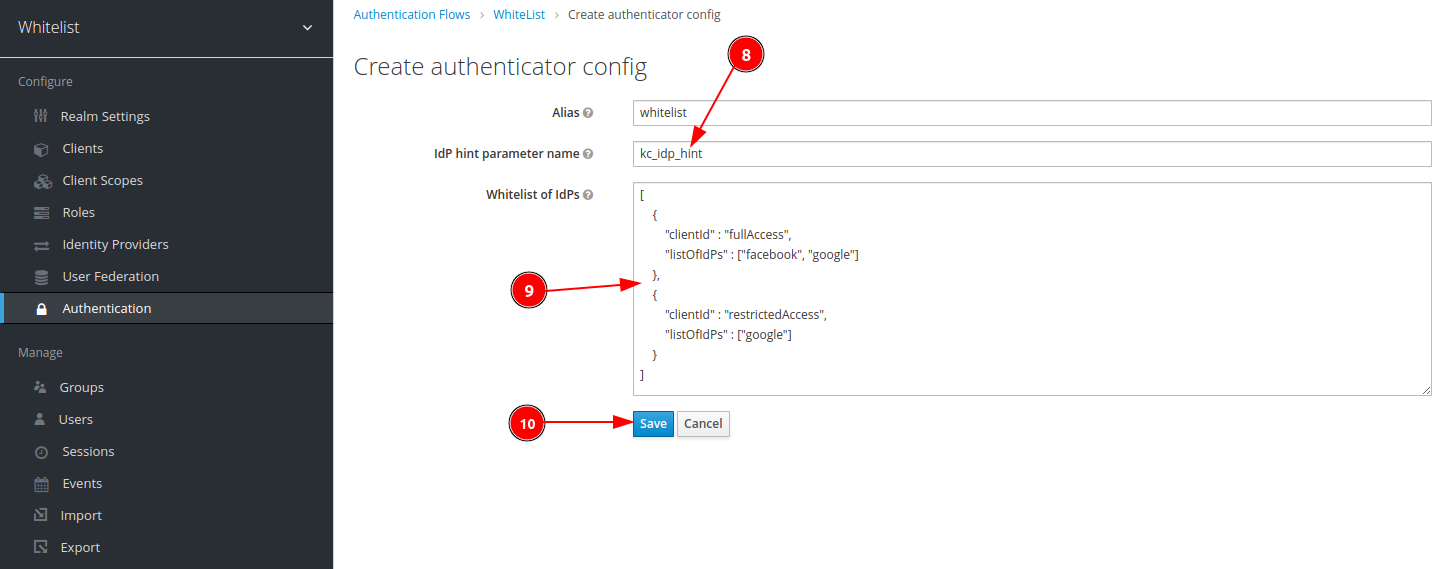 Whitelist
Configure
Realm Settings
Clients
Client Scopes
Roles
Identity Providers
User Federation
Authentication
Manage
Groups
Users
Sessions
Events
Import
Export
Authentication Flows > WhiteList > Create authenticator config
Create authenticator config
8
Alias ?
whitelist
IdP hint parameter name ?
kc_idp_hint
Whitelist of IdPs ?
[
{
"clientId" : "fullAccess",
"listOfIdPs" : ["facebook", "google"]
},
{
"clientId" : "restrictedAccess",
"listOfIdPs" : ["google"]
}
]
9
10
Save Cancel